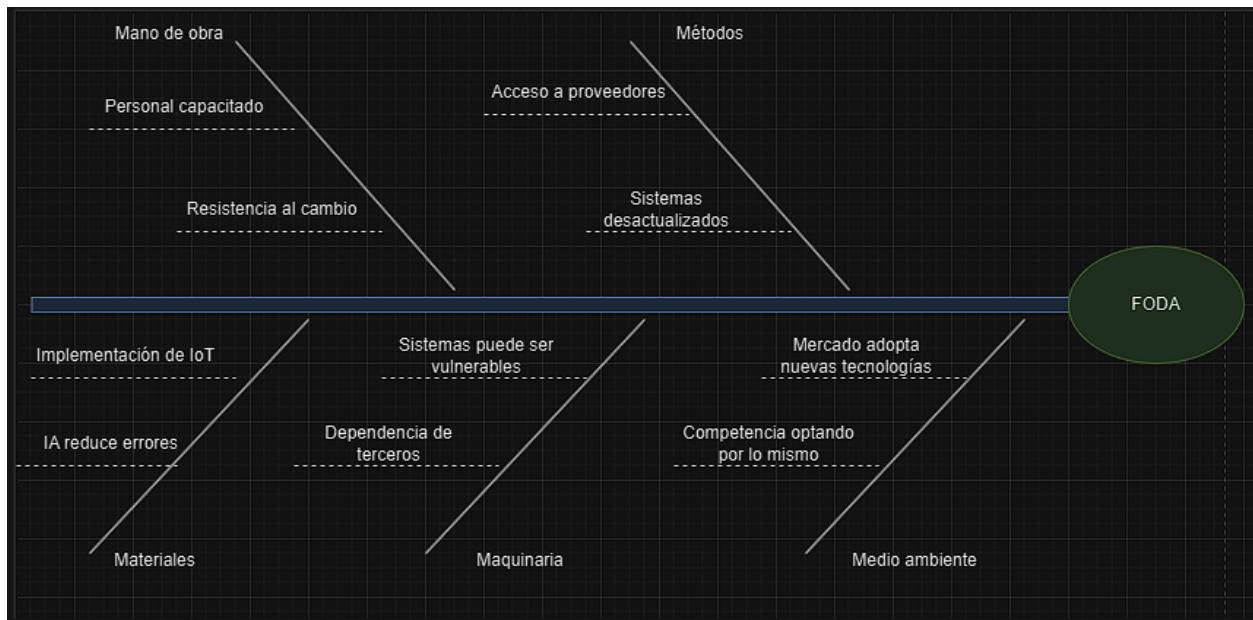 Mano de obra
Métodos
Acceso a proveedores
Personal capacitado
Sistemas
desactualizados
Resistencia al cambio
FODA
Implementación de IoT
Sistemas puede ser
vulnerables
Mercado adopta
nuevas tecnologías
IA reduce errores
Dependencia de
terceros
Competencia optando
por lo mismo
Materiales
Maquinaria
Medio ambiente